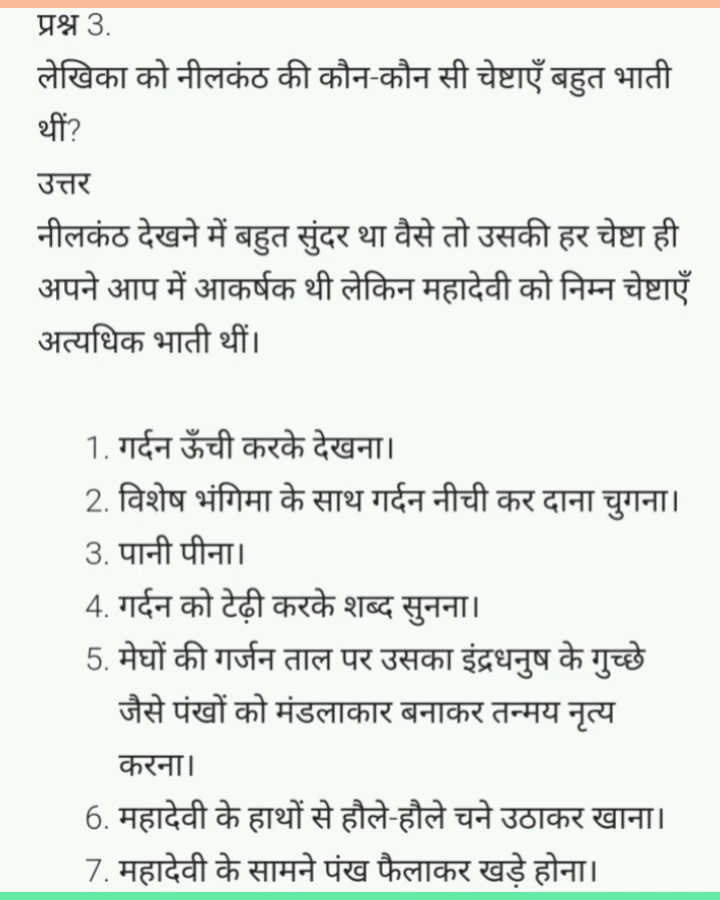 प्रश्न 3.
लेखिका को नीलकंठ की कौन-कौन सी चेष्टाएँ बहुत भाती
थीं?
उत्तर
नीलकंठ देखने में बहुत सुंदर था वैसे तो उसकी हर चेष्टा ही
अपने आप में आकर्षक थी लेकिन महादेवी को निम्न चेष्टाएँ
अत्यधिक भाती थीं।
1. गर्दन ऊँची करके देखना।
2. विशेष भंगिमा के साथ गर्दन नीची कर दाना चुगना।
3. पानी पीना।
4. गर्दन को टेढ़ी करके शब्द सुनना।
5. मेघों की गर्जन ताल पर उसका इंद्रधनुष के गुच्छे
जैसे पंखों को मंडलाकार बनाकर तन्मय नृत्य
करना।
6. महादेवी के हाथों से हौले-हौले चने उठाकर खाना।
7. महादेवी के सामने पंख फैलाकर खड़े होना।